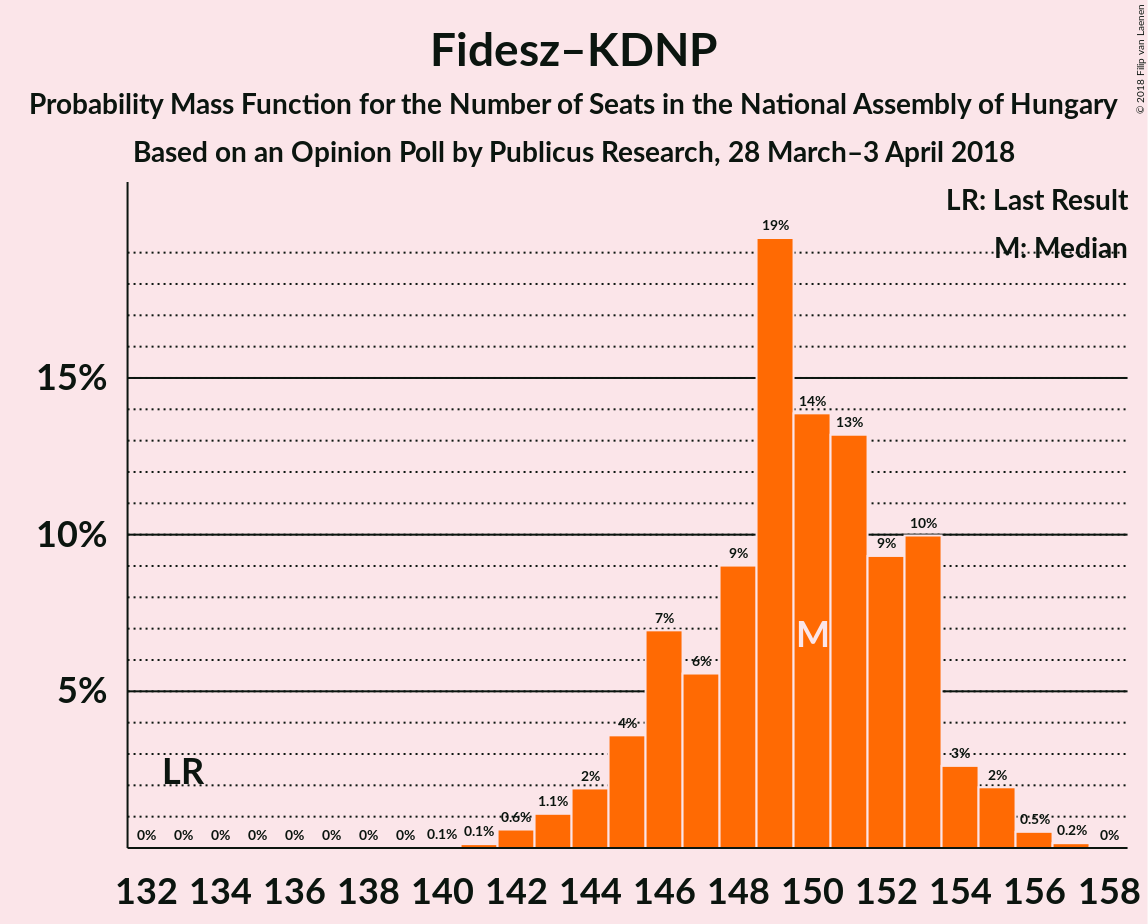 Fidesz–KDNP
Probability Mass Function for the Number of Seats in the National Assembly of Hungary
Based on an Opinion Poll by Publicus Research, 28 March–3 April 2018
© 2018 Filip van Laenen
LR: Last Result
M: Median
19%
15%
14%
13%
10%
10%
9%
9%
7%
M
6%
5%
4%
3%
LR
2%
2%
1.1%
0.6%
0.5%
0% 0% 0% 0% 0% 0% 0% 0% 0.1% 0.1% 0.2% 0%
132 134 136 138 140 142 144 146 148 150 152 154 156 158